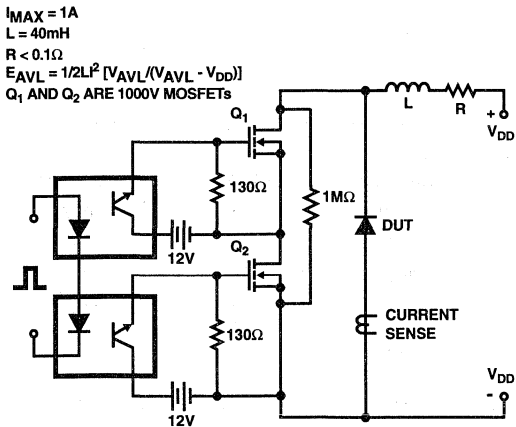 IMAX = 1A
L = 40mH
R < 0.1Ω
EAVL = 1/2LI² [VAVL/(VAVL - VDD)]
Q1 AND Q2 ARE 1000V MOSFETs
Q1
L
R
+
VDD
130Ω
1MΩ
DUT
12V
Q2
CURRENT
SENSE
130Ω
VDD
-
12V